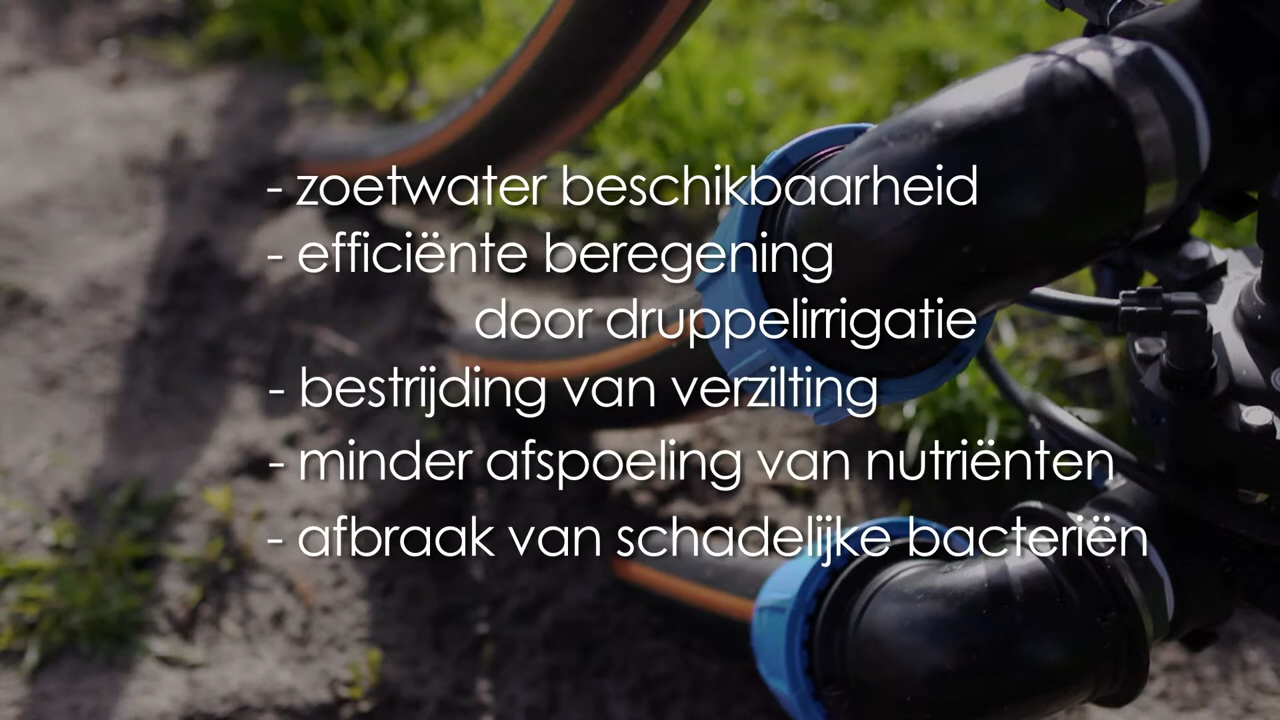 - zoetwater beschikbaarheid
- efficiënte beregening
door druppelirrigatie
- bestrijding van verzilting
- minder afspoeling van nutriënten
- afbraak van schadelijke bacteriën